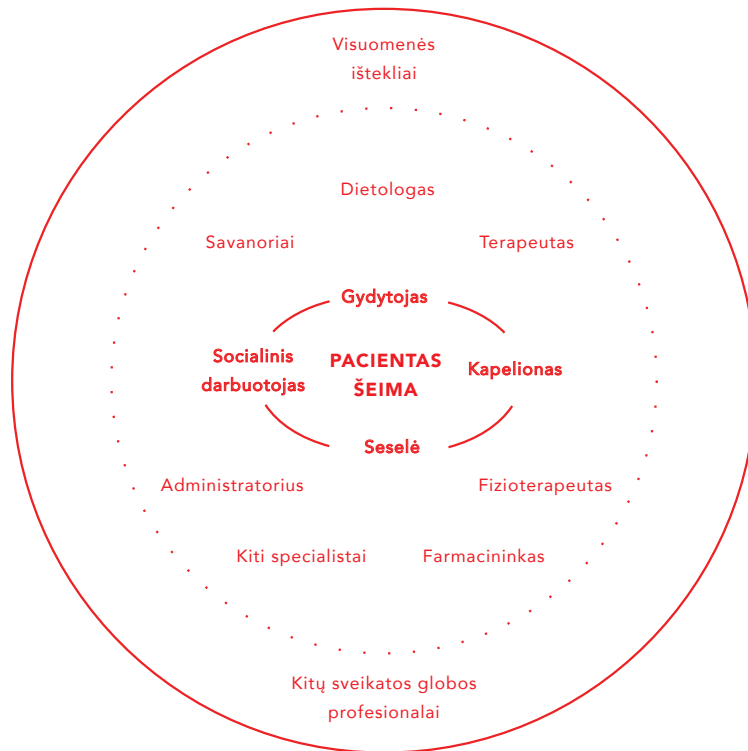 Visuomenės
ištekliai
Dietologas
Savanoriai
Terapeutas
Gydytojas
Socialinis
darbuotojas
PACIENTAS
ŠEIMA
Kapelionas
Seselė
Administratorius
Fizioterapeutas
Kiti specialistai
Farmacininkas
Kitų sveikatos globos
profesionalai